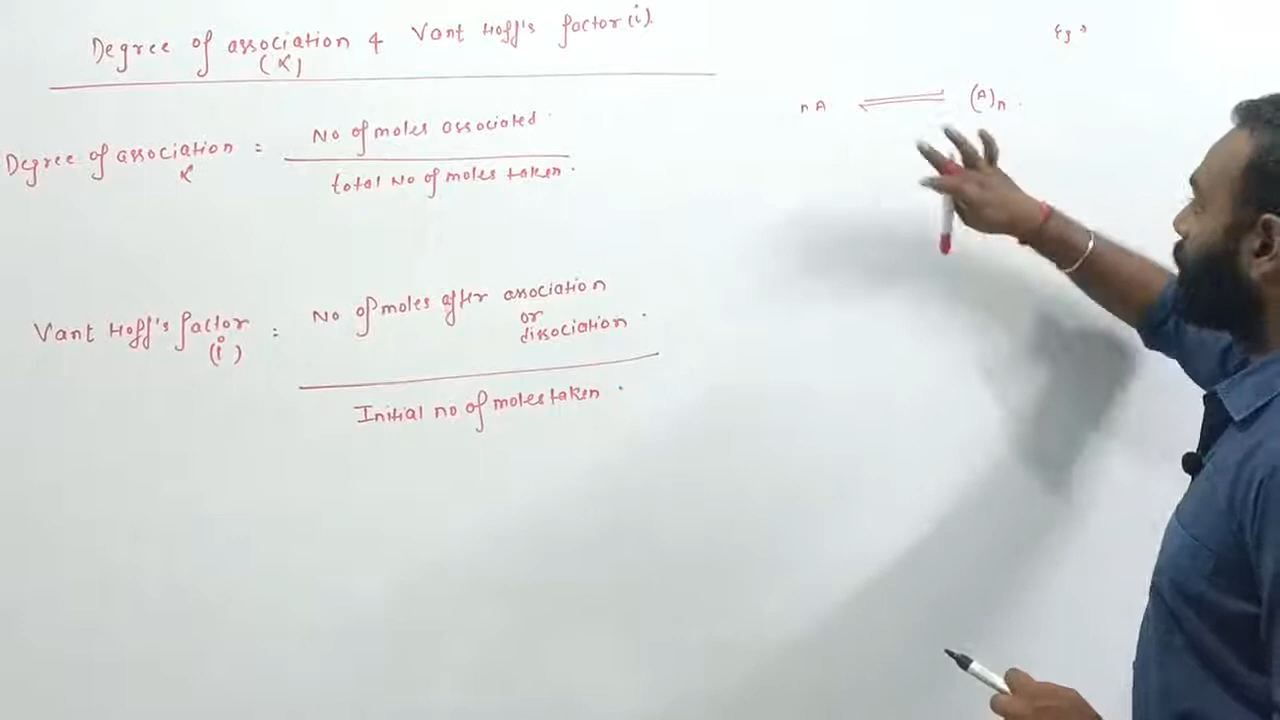 Degree of association & Vant Hoff's factor (i).
(α)
Degree of association = No of moles associated.
α
total No of moles taken.
Vant Hoff's factor = No of moles after association
(i)
or
dissociation.
Initial no of moles taken.
Eg:
nA ⇌ (A)n.